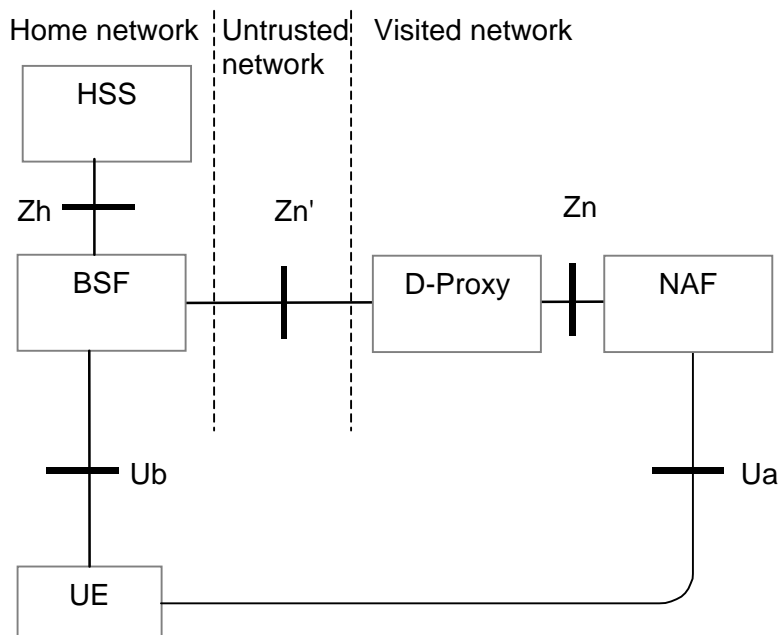 Home network
Untrusted
network
Visited network
HSS
Zh
Zn'
Zn
BSF
D-Proxy
NAF
Ub
Ua
UE